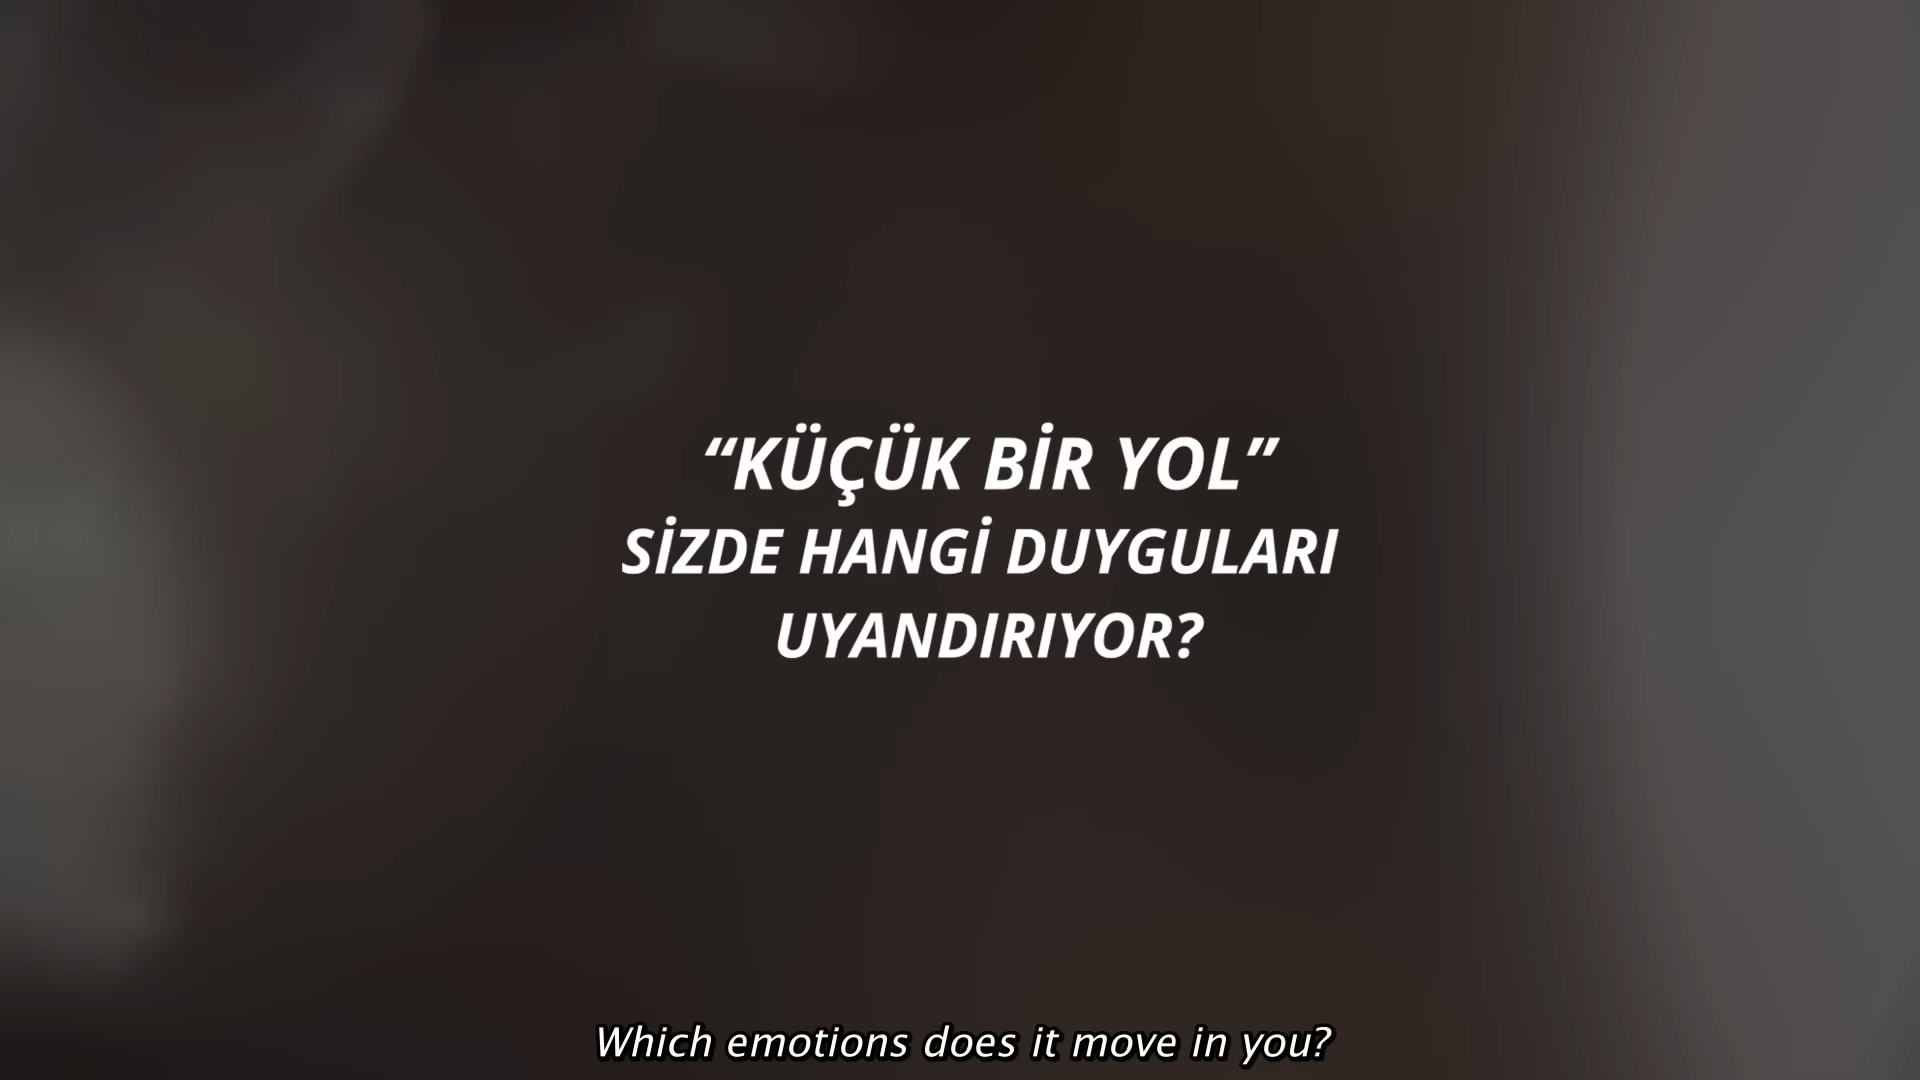 “KÜÇÜK BİR YOL”
SİZDE HANGİ DUYGULARI
UYANDIRIYOR?
Which emotions does it move in you?